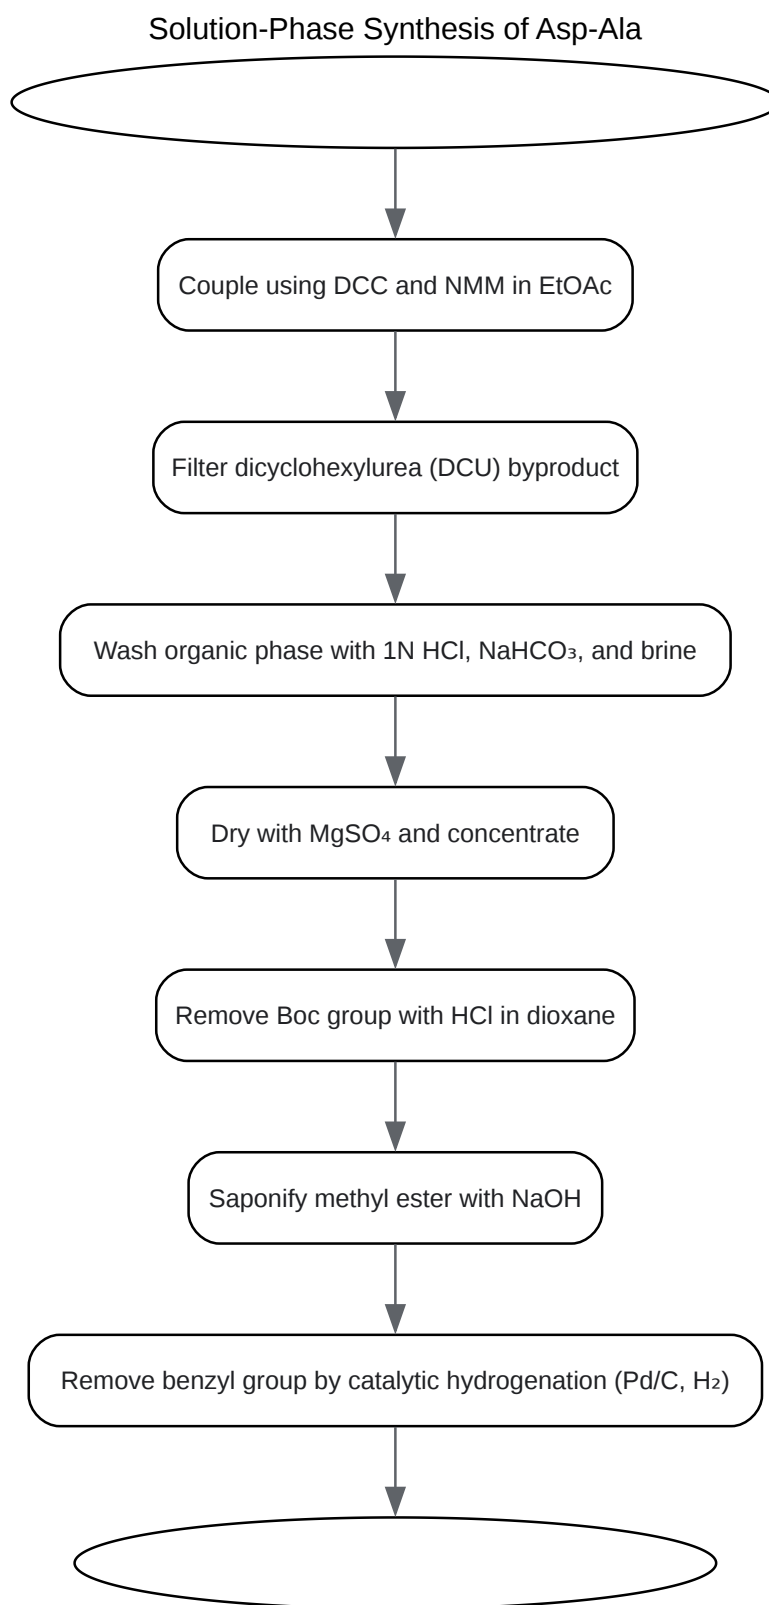 Solution-Phase Synthesis of Asp-Ala
Couple using DCC and NMM in EtOAc
Filter dicyclohexylurea (DCU) byproduct
Wash organic phase with 1N HCl, NaHCO₃, and brine
Dry with MgSO₄ and concentrate
Remove Boc group with HCl in dioxane
Saponify methyl ester with NaOH
Remove benzyl group by catalytic hydrogenation (Pd/C, H₂)